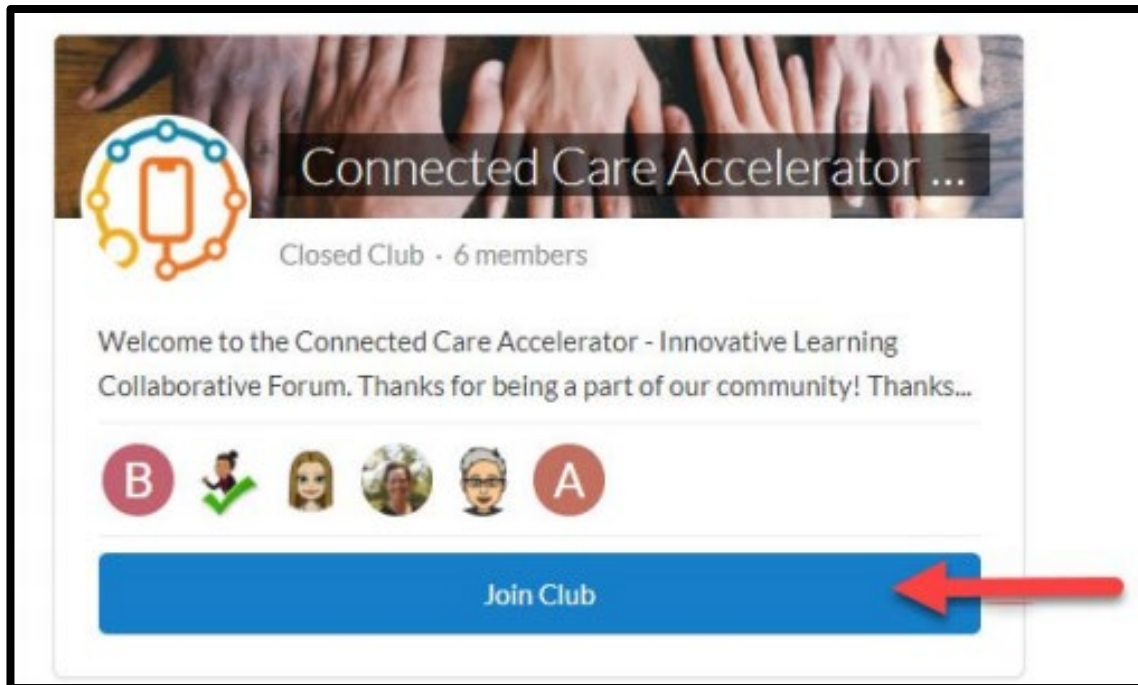 Connected Care Accelerator ...
Closed Club · 6 members
Welcome to the Connected Care Accelerator - Innovative Learning
Collaborative Forum. Thanks for being a part of our community! Thanks...
B A
Join Club